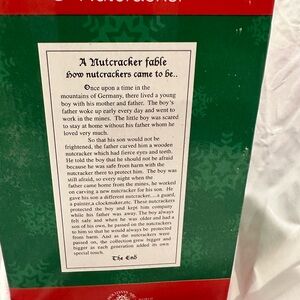 Nutcracker
A Nutcracker fable
how nutcrackers came to be..
Once upon a time in the
mountains of Germany, there lived a young
boy with his mother and father. The boy's
father woke up early every day and went to
work in the mines. The little boy was scared
to stay at home without his father whom he
loved very much.
So that his son would not be
frightened, the father carved him a wooden
nutcracker which had fierce eyes and teeth.
He told the boy that he should not be afraid
because he was safe from harm with the
nutcracker there to protect him. The boy was
still afraid, so every night when the
father came home from the mines, he worked
on carving a new nutcracker for his son. He
gave his son a different nutcracker...a guard,
a painter,a clockmaker,etc. These nutcrackers
protected the boy and kept him company
while his father was away. The boy always
felt safe and when he was older and had a
son of his own, he passed on the nutcrackers
to him so that he would always be protected
from harm. And as the nutcrackers were
passed on, the collection grew bigger and
bigger as each generation added its own
special touch.
The End